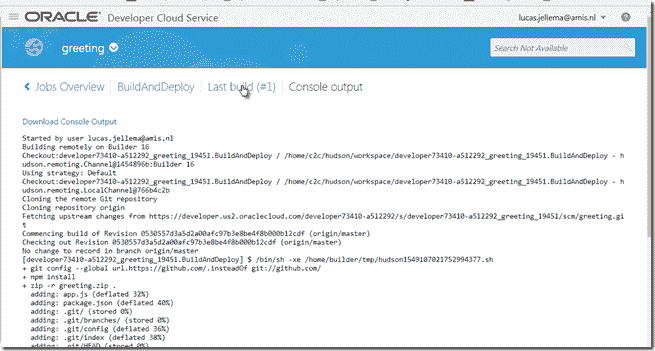 ORACLE Developer Cloud Service lucas.jellema@amis.nl
greeting Search Not Available
Jobs Overview BuildAndDeploy Last build (#1) Console output
Download Console Output
Started by user lucas.jellema@amis.nl
Building remotely on Builder 16
Checkout:developer73410-a512292_greeting_19451.BuildAndDeploy / /home/c2c/hudson/workspace/developer73410-a512292_greeting_19451.BuildAndDeploy - h
udson.remoting.Channel@1454896b:Builder 16
Using strategy: Default
Checkout:developer73410-a512292_greeting_19451.BuildAndDeploy / /home/c2c/hudson/workspace/developer73410-a512292_greeting_19451.BuildAndDeploy - h
udson.remoting.LocalChannel@766b4c2b
Cloning the remote Git repository
Cloning repository origin
Fetching upstream changes from https://developer.us2.oraclecloud.com/developer73410-a512292/s/developer73410-a512292_greeting_19451/scm/greeting.gi
t
Commencing build of Revision 0530557d3a5d2a00afc97b3e8be4f8b000b12cdf (origin/master)
Checking out Revision 0530557d3a5d2a00afc97b3e8be4f8b000b12cdf (origin/master)
No change to record in branch origin/master
[developer73410-a512292_greeting_19451.BuildAndDeploy] $ /bin/sh -xe /home/builder/tmp/hudson1549107021752994377.sh
+ git config --global url.https://github.com/.insteadOf git://github.com/
+ npm install
+ zip -r greeting.zip .
adding: app.js (deflated 32%)
adding: package.json (deflated 40%)
adding: .git/ (stored 0%)
adding: .git/branches/ (stored 0%)
adding: .git/config (deflated 36%)
adding: .git/index (deflated 38%)
adding: .git/HEAD (stored 0%)